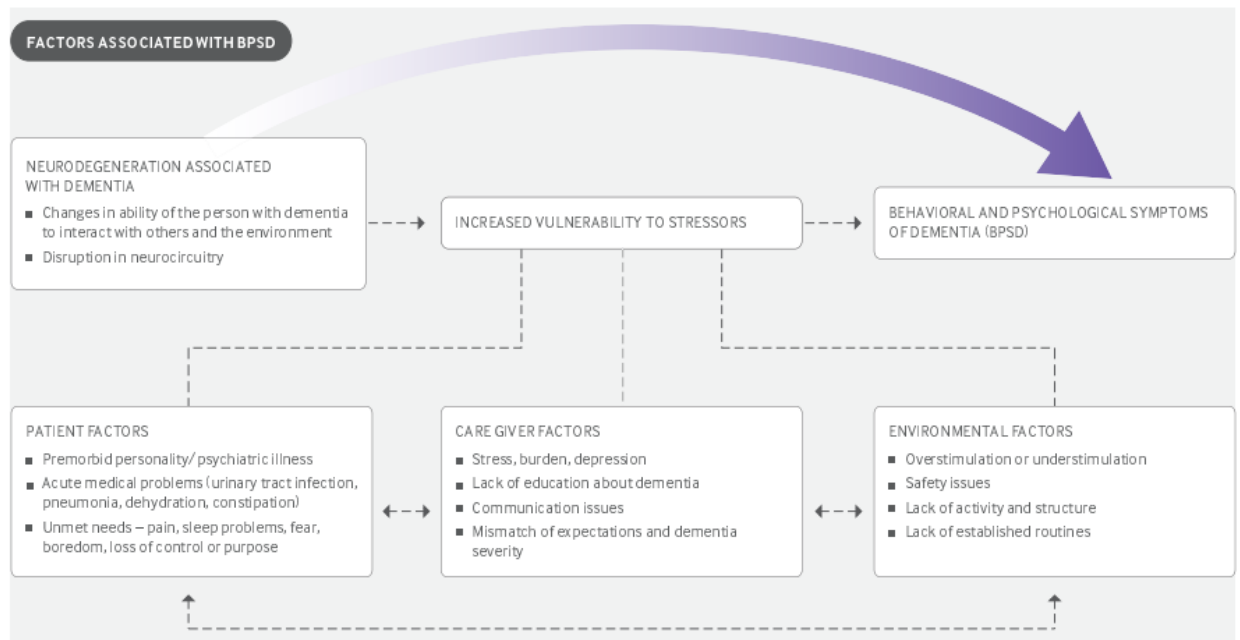 FACTORS ASSOCIATED WITH BPSD
NEURODEGENERATION ASSOCIATED
WITH DEMENTIA
■ Changes in ability of the person with dementia
to interact with others and the environment
■ Disruption in neurocircuitry
INCREASED VULNERABILITY TO STRESSORS
BEHAVIORAL AND PSYCHOLOGICAL SYMPTOMS
OF DEMENTIA (BPSD)
PATIENT FACTORS
■ Premorbid personality/ psychiatric illness
■ Acute medical problems (urinary tract infection,
pneumonia, dehydration, constipation)
■ Unmet needs – pain, sleep problems, fear,
boredom, loss of control or purpose
CARE GIVER FACTORS
■ Stress, burden, depression
■ Lack of education about dementia
■ Communication issues
■ Mismatch of expectations and dementia
severity
ENVIRONMENTAL FACTORS
■ Overstimulation or understimulation
■ Safety issues
■ Lack of activity and structure
■ Lack of established routines